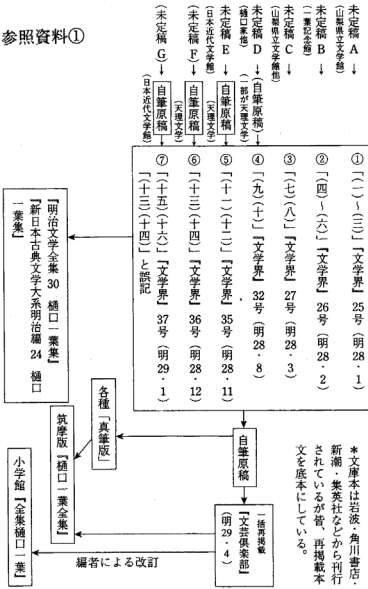 参照資料①
未定稿A→
(山梨県立文学館)
未定稿B→
(一葉記念館)
未定稿C→
(山梨県立文学館他)
未定稿D→(自筆原稿)→
(樋口家他)
(一部が天理文学)
未定稿E→自筆原稿→
(日本近代文学館)
(天理文学)
(未定稿F)→自筆原稿→
(天理文学)
(未定稿G)→自筆原稿→
(日本近代文学館)
①「(一)~(三)」『文学界』25号(明28・1)
②「(四)~(六)」『文学界』26号(明28・2)
③「(七)(八)」『文学界』27号(明28・3)
④「(九)(十)」『文学界』32号(明28・8)
⑤「(十一)(十二)」『文学界』35号(明28・11)
⑥「(十三)(十四)」『文学界』36号(明28・12)
⑦「(十五)(十六)」『文学界』37号(明29・1)
「(十三)(十四)」と誤記
『明治文学全集 30 樋口一葉集』
『新日本古典文学大系明治編 24 樋口
一葉集』
*文庫本は岩波・角川書店・
新潮・集英社などから刊行
されているが皆、再掲載本
文を底本にしている。
自筆原稿
一括再掲載
『文芸倶楽部』
(明29・4)
各種「真筆版」
筑摩版『樋口一葉全集』
小学館『全集樋口一葉』
編者による改訂